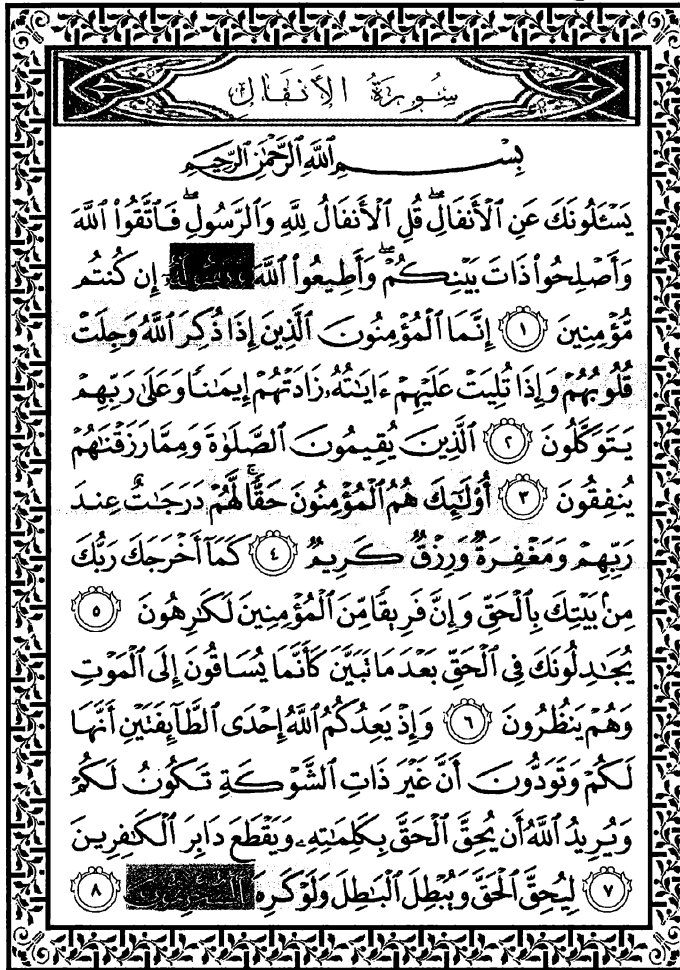 سُورَةُ الأَنفَالِ
بِسْمِ ٱللَّهِ ٱلرَّحْمَٰنِ ٱلرَّحِيمِ
يَسْـَٔلُونَكَ عَنِ ٱلْأَنفَالِۖ قُلِ ٱلْأَنفَالُ لِلَّهِ وَٱلرَّسُولِۖ فَٱتَّقُوا۟ ٱللَّهَ
وَأَصْلِحُوا۟ ذَاتَ بَيْنِكُمْۖ وَأَطِيعُوا۟ ٱللَّهَ إِن كُنتُم
مُّؤْمِنِينَ ١ إِنَّمَا ٱلْمُؤْمِنُونَ ٱلَّذِينَ إِذَا ذُكِرَ ٱللَّهُ وَجِلَتْ
قُلُوبُهُمْ وَإِذَا تُلِيَتْ عَلَيْهِمْ ءَايَٰتُهُۥ زَادَتْهُمْ إِيمَٰنًا وَعَلَىٰ رَبِّهِمْ
يَتَوَكَّلُونَ ٢ ٱلَّذِينَ يُقِيمُونَ ٱلصَّلَوٰةَ وَمِمَّا رَزَقْنَٰهُمْ
يُنفِقُونَ ٣ أُو۟لَٰٓئِكَ هُمُ ٱلْمُؤْمِنُونَ حَقًّاۚ لَّهُمْ دَرَجَٰتٌ عِندَ
رَبِّهِمْ وَمَغْفِرَةٌ وَرِزْقٌ كَرِيمٌ ٤ كَمَآ أَخْرَجَكَ رَبُّكَ
مِنۢ بَيْتِكَ بِٱلْحَقِّ وَإِنَّ فَرِيقًا مِّنَ ٱلْمُؤْمِنِينَ لَكَٰرِهُونَ ٥
يُجَٰدِلُونَكَ فِى ٱلْحَقِّ بَعْدَ مَا تَبَيَّنَ كَأَنَّمَا يُسَاقُونَ إِلَى ٱلْمَوْتِ
وَهُمْ يَنظُرُونَ ٦ وَإِذْ يَعِدُكُمُ ٱللَّهُ إِحْدَى ٱلطَّآئِفَتَيْنِ أَنَّهَا
لَكُمْ وَتَوَدُّونَ أَنَّ غَيْرَ ذَاتِ ٱلشَّوْكَةِ تَكُونُ لَكُمْ
وَيُرِيدُ ٱللَّهُ أَن يُحِقَّ ٱلْحَقَّ بِكَلِمَٰتِهِۦ وَيَقْطَعَ دَابِرَ ٱلْكَٰفِرِينَ
٧ لِيُحِقَّ ٱلْحَقَّ وَيُبْطِلَ ٱلْبَٰطِلَ وَلَوْ كَرِهَ ٨